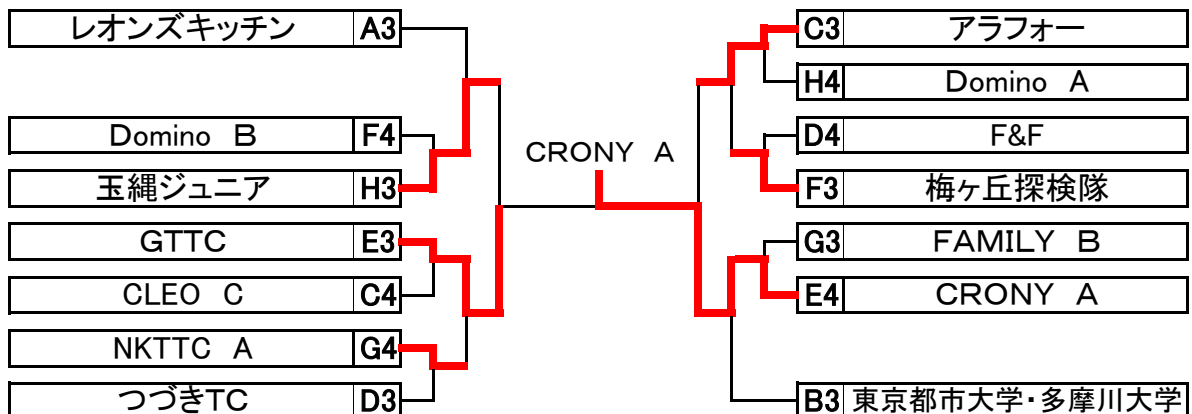 レオンズキッチン A3
Domino B F4
玉縄ジュニア H3
GTTC E3
CLEO C C4
NKTTC A G4
つづきTC D3
CRONY A
C3 アラフォー
H4 Domino A
D4 F&F
F3 梅ヶ丘探検隊
G3 FAMILY B
E4 CRONY A
B3 東京都市大学・多摩川大学